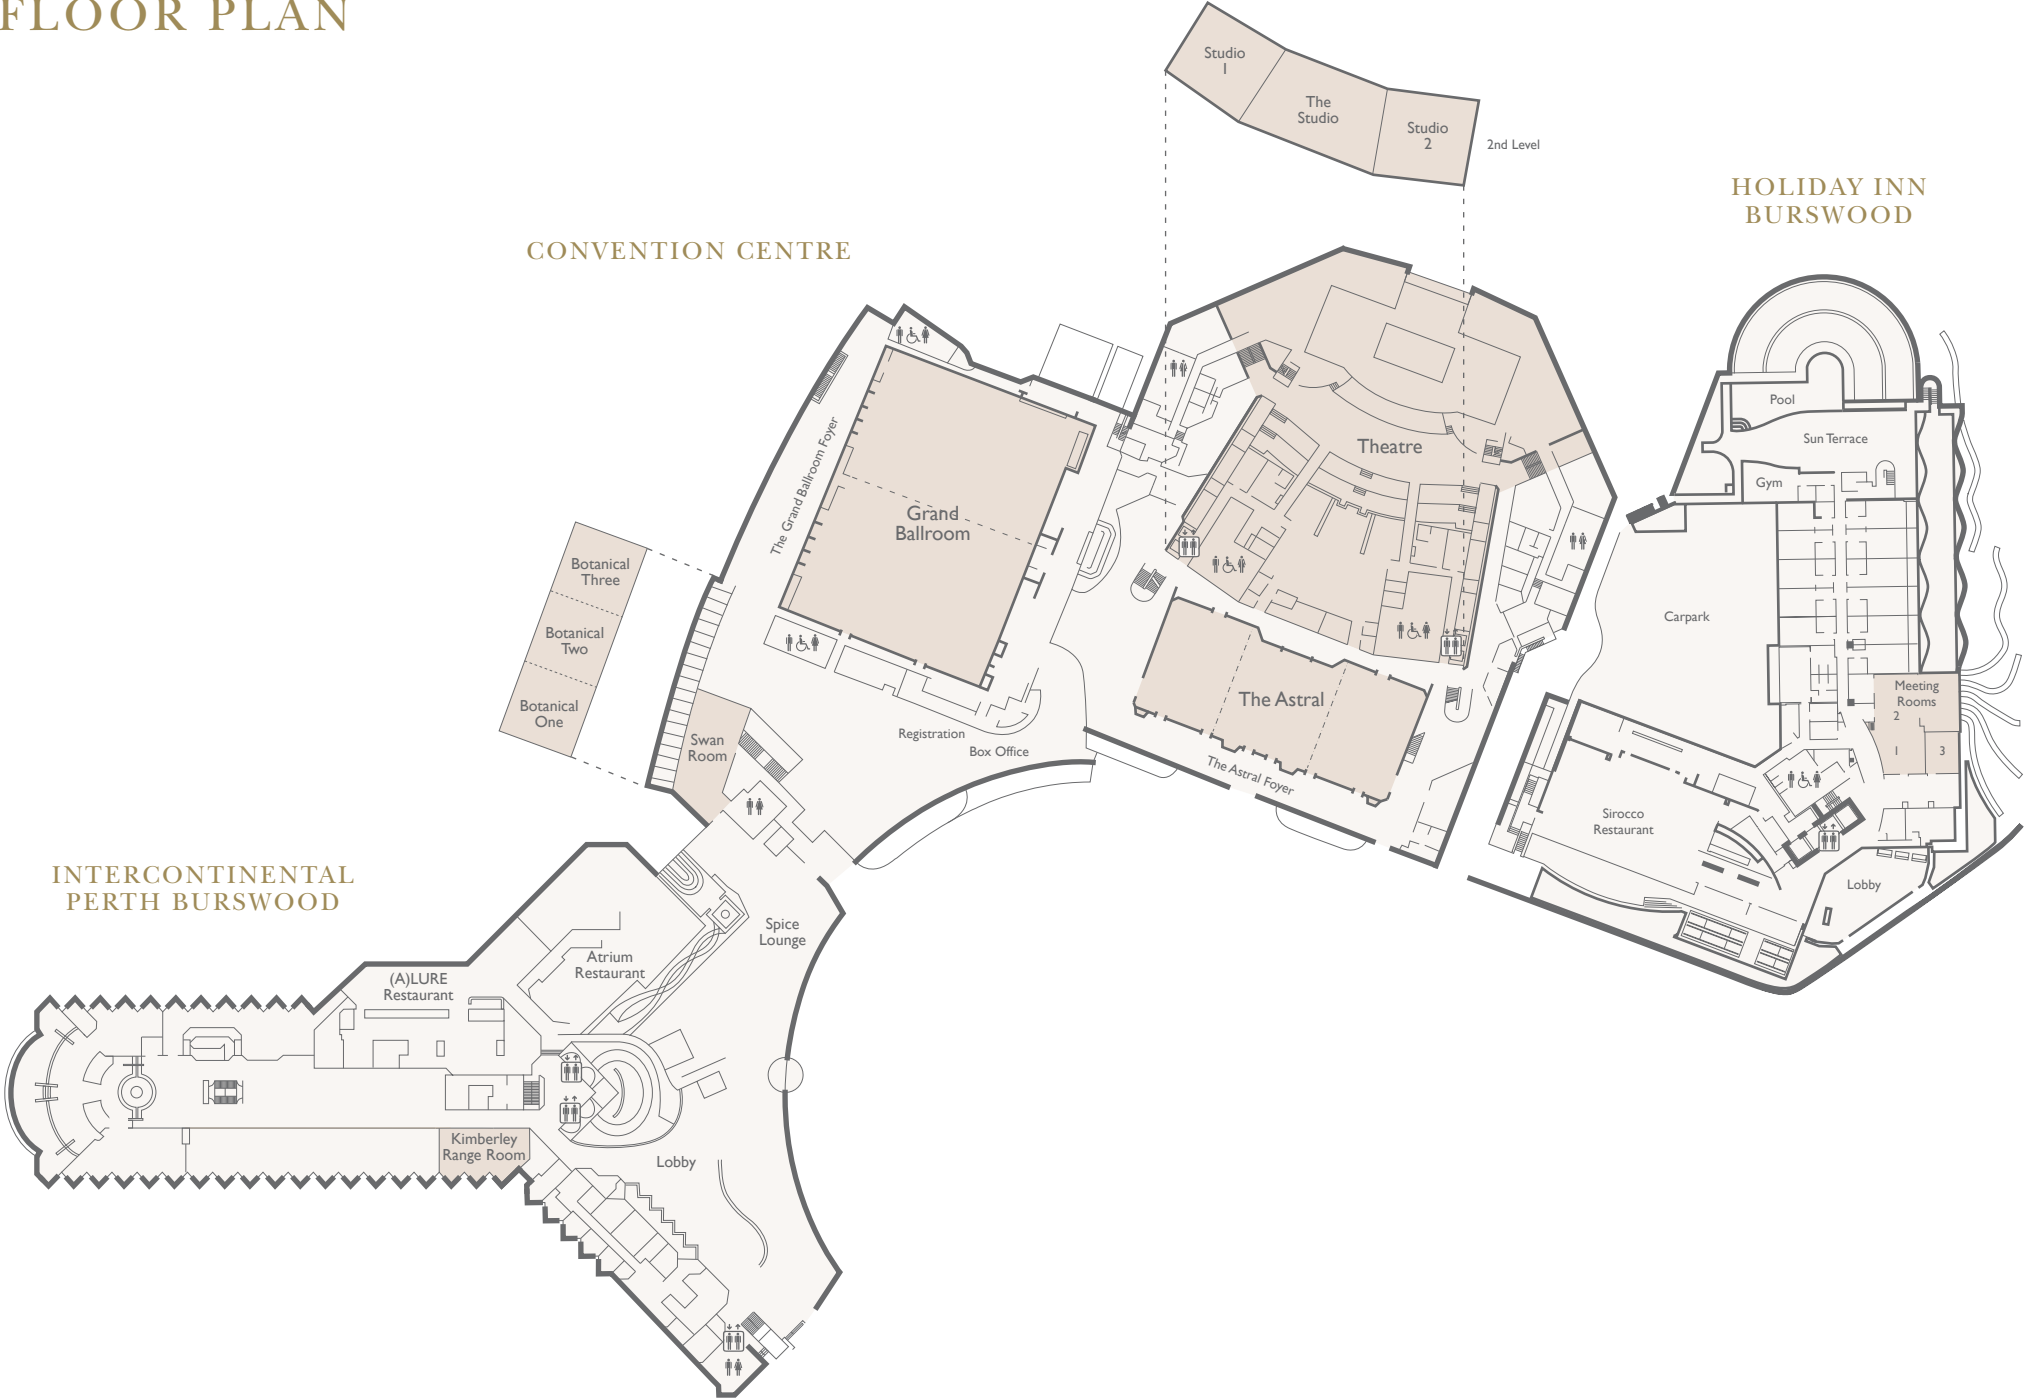 FLOOR PLAN
Studio
1
The
Studio
Studio
2
2nd Level
HOLIDAY INN
BURSWOOD
CONVENTION CENTRE
Pool
Sun Terrace
Gym
Theatre
The Grand Ballroom Foyer
Grand
Ballroom
Botanical
Three
Botanical
Two
Botanical
One
Carpark
Meeting
Rooms
2
1
3
The Astral
Swan
Room
Registration
Box Office
The Astral Foyer
Sirocco
Restaurant
Lobby
INTERCONTINENTAL
PERTH BURSWOOD
Spice
Lounge
Atrium
Restaurant
(A)LURE
Restaurant
Kimberley
Range Room
Lobby